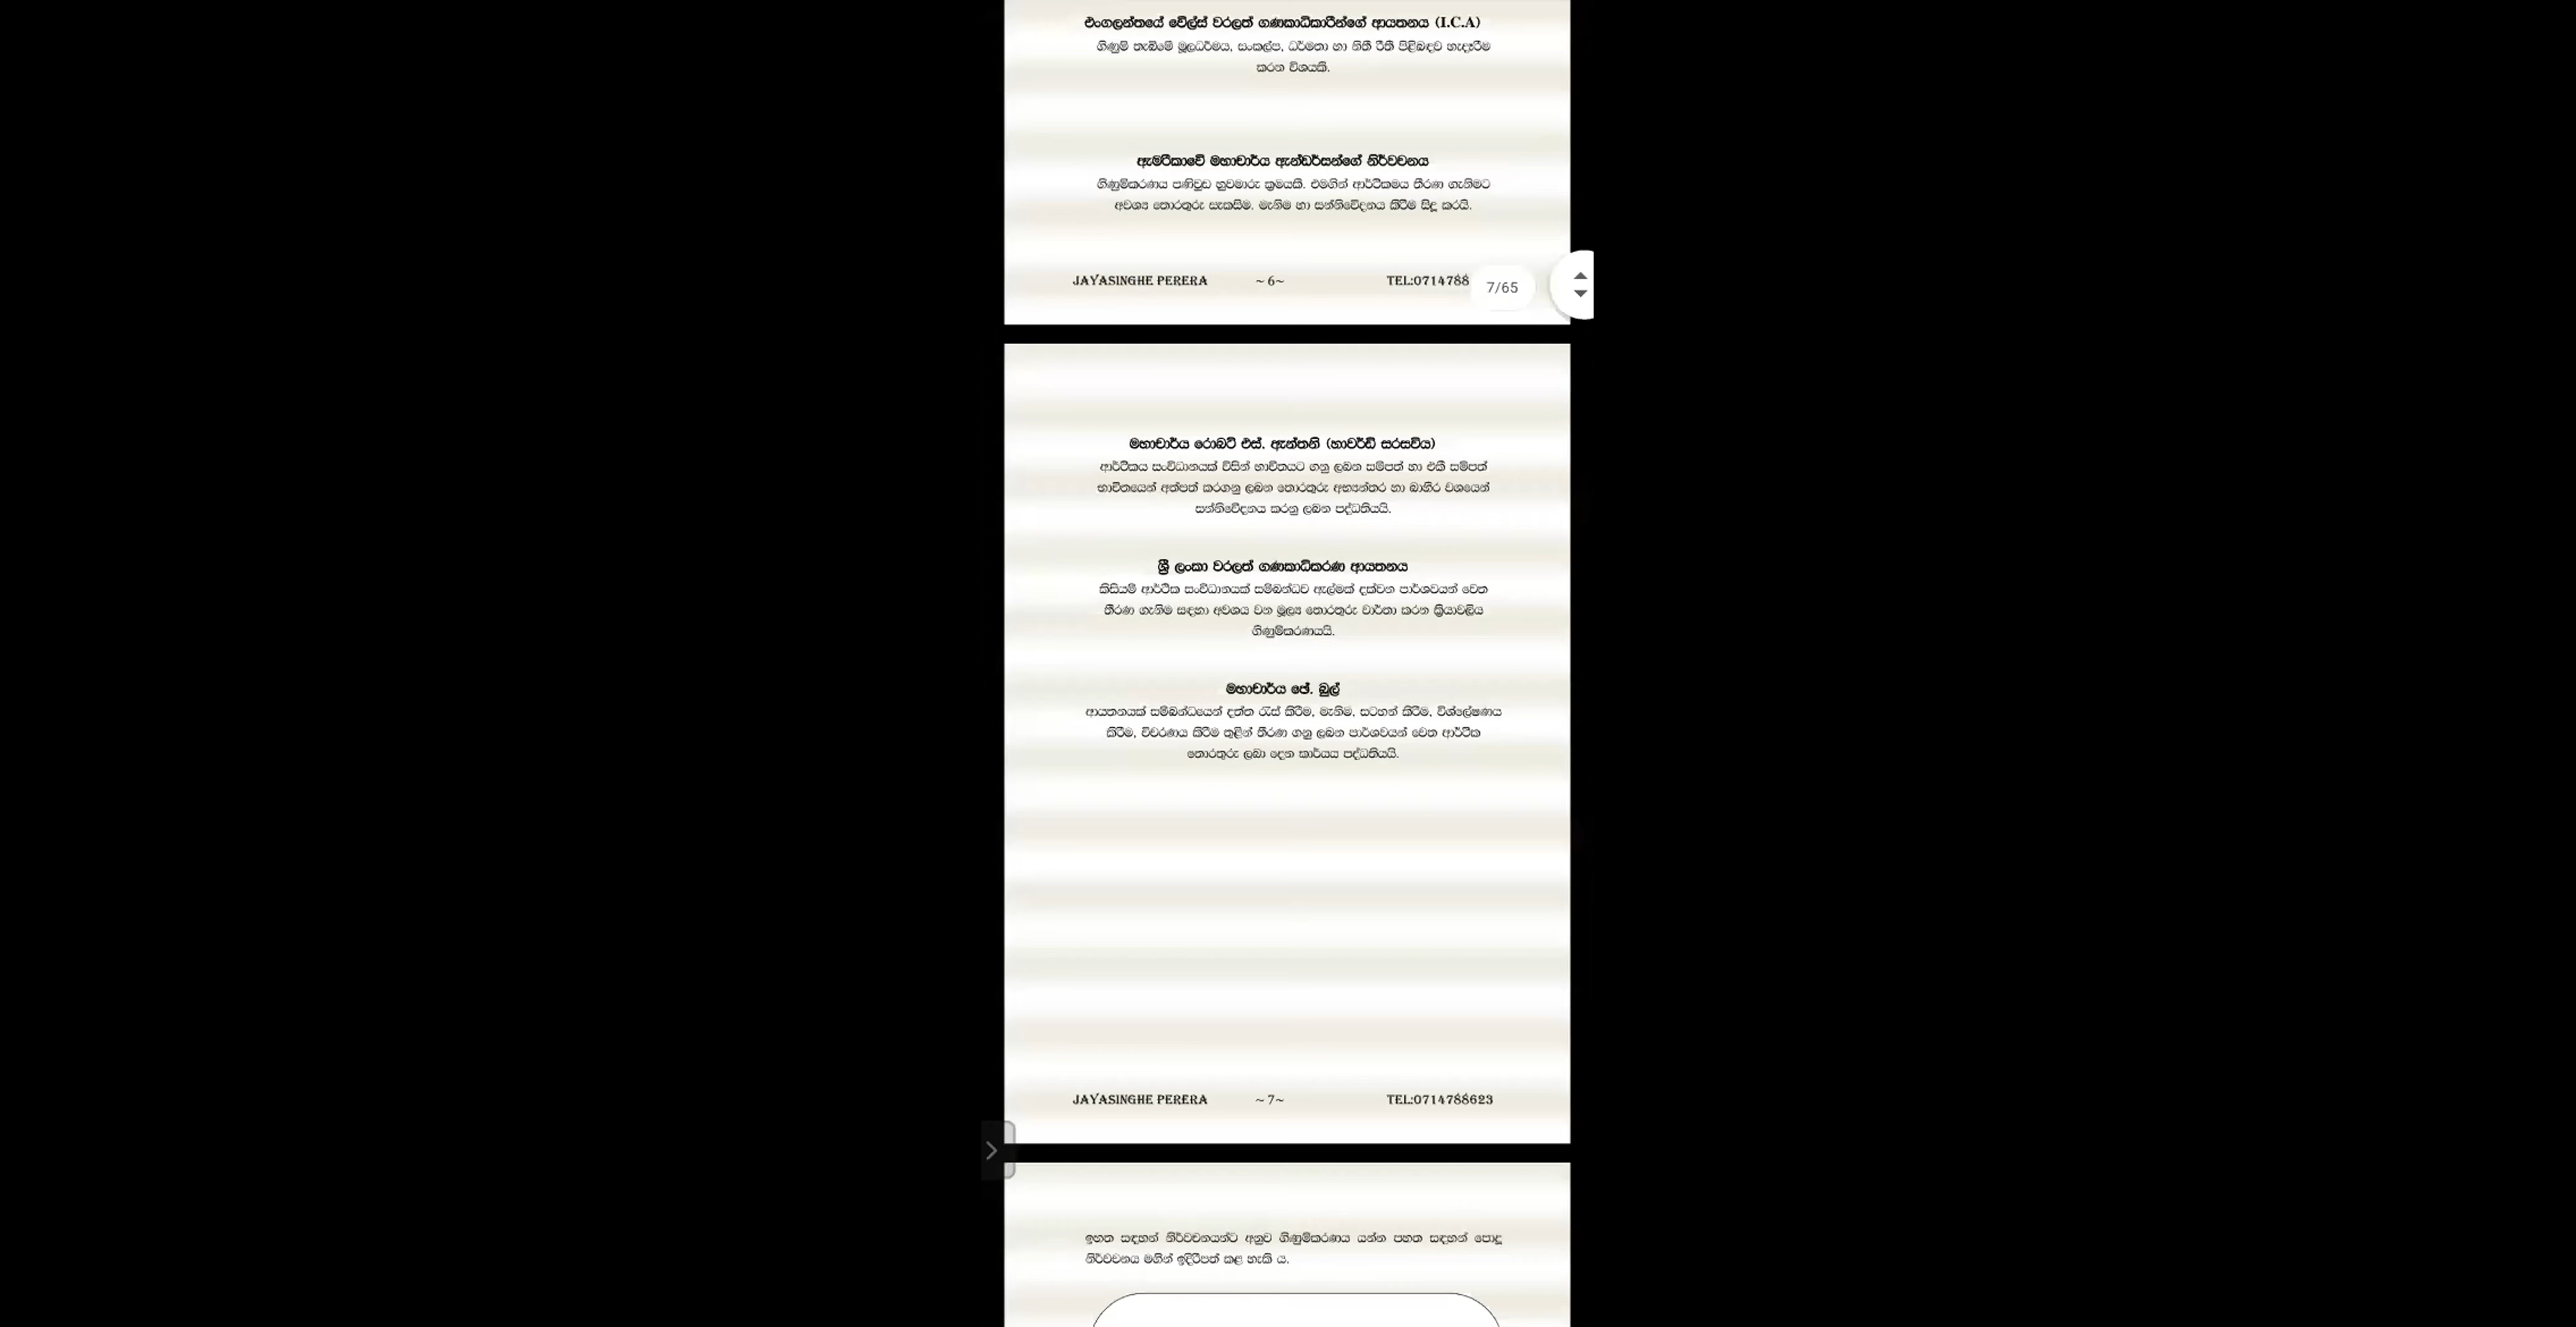 එංගලන්තයේ වේල්ස් වරලත් ගණකාධිකාරීන්ගේ ආයතනය (I.C.A)
ගිණුම් තැබීමේ මූලධර්මය, සංකල්ප, ධර්මතා හා නීතී රීතී පිළිබඳව හැදෑරීම
කරන විශයකි.
ඇමරිකාවේ මහාචාර්ය ඇන්ඩර්සන්ගේ නිර්වචනය
ගිණුම්කරණය පණිවුඩ හුවමාරු ක්‍රමයකි. එමගින් ආර්ථිකමය තීරණ ගැනීමට
අවශ්‍ය තොරතුරු සැකසීම. මැනීම හා සන්නිවේදනය කිරීම සිදු කරයි.
JAYASINGHE PERERA ~ 6~ TEL:0714788
7/65
මහාචාර්ය රොබට් එස්. ඇන්තනි (හාවර්ඩ් සරසවිය)
ආර්ථිකය සංවිධානයක් විසින් භාවිතයට ගනු ලබන සම්පත් හා එකී සම්පත්
භාවිතයෙන් අත්පත් කරගනු ලබන තොරතුරු අභ්‍යන්තර හා බාහිර වශයෙන්
සන්නිවේදනය කරනු ලබන පද්ධතියයි.
ශ්‍රී ලංකා වරලත් ගණකාධිකරණ ආයතනය
කිසියම් ආර්ථික සංවිධානයක් සම්බන්ධව ඇල්මක් දක්වන පාර්ශවයන් වෙත
තීරණ ගැනීම සඳහා අවශය වන මූල්‍ය තොරතුරු වාර්තා කරන ක්‍රියාවලිය
ගිණුම්කරණයයි.
මහාචාර්ය ජේ. බුල්
ආයතනයක් සම්බන්ධයෙන් දත්ත රැස් කිරීම, මැනීම, සටහන් කිරීම, විශ්ලේෂණය
කිරීම, විවරණය කිරීම තුළින් තීරණ ගනු ලබන පාර්ශවයන් වෙත ආර්ථික
තොරතුරු ලබා දෙන කාර්යය පද්ධතියයි.
JAYASINGHE PERERA ~ 7~ TEL:0714788623
ඉහත සඳහන් නිර්වචනයන්ට අනුව ගිණුම්කරණය යන්න පහත සඳහන් පොදු
නිර්වචනය මගින් ඉදිරිපත් කළ හැකි ය.